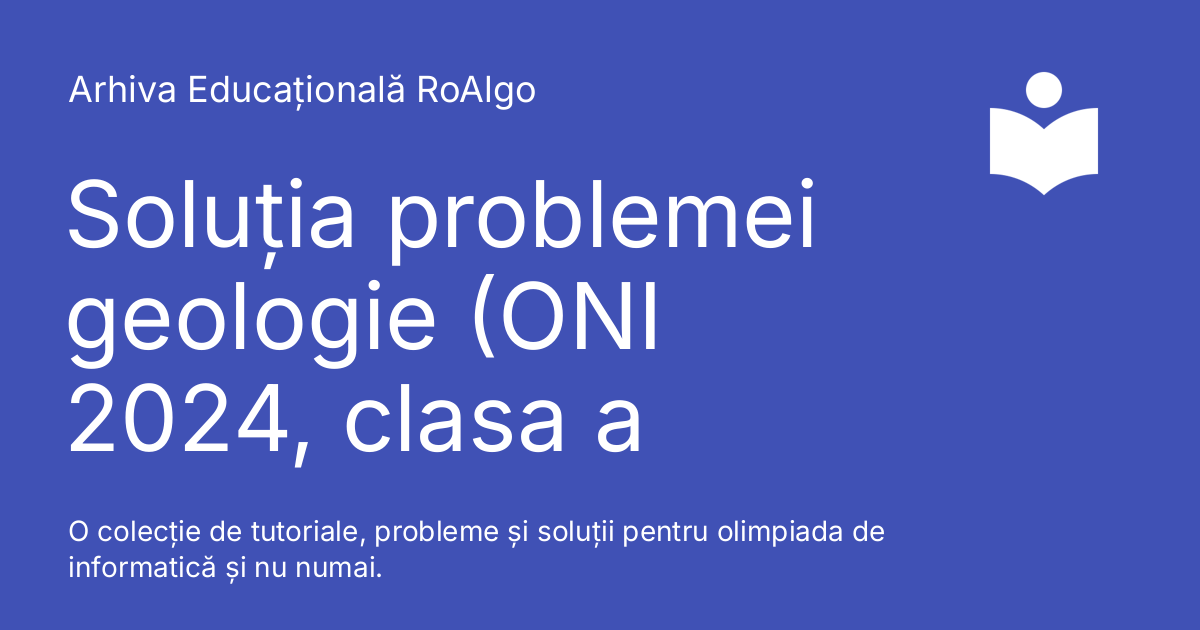 Arhiva Educațională RoAlgo
Soluția problemei
geologie (ONI
2024, clasa a
O colecție de tutoriale, probleme și soluții pentru olimpiada de
informatică și nu numai.